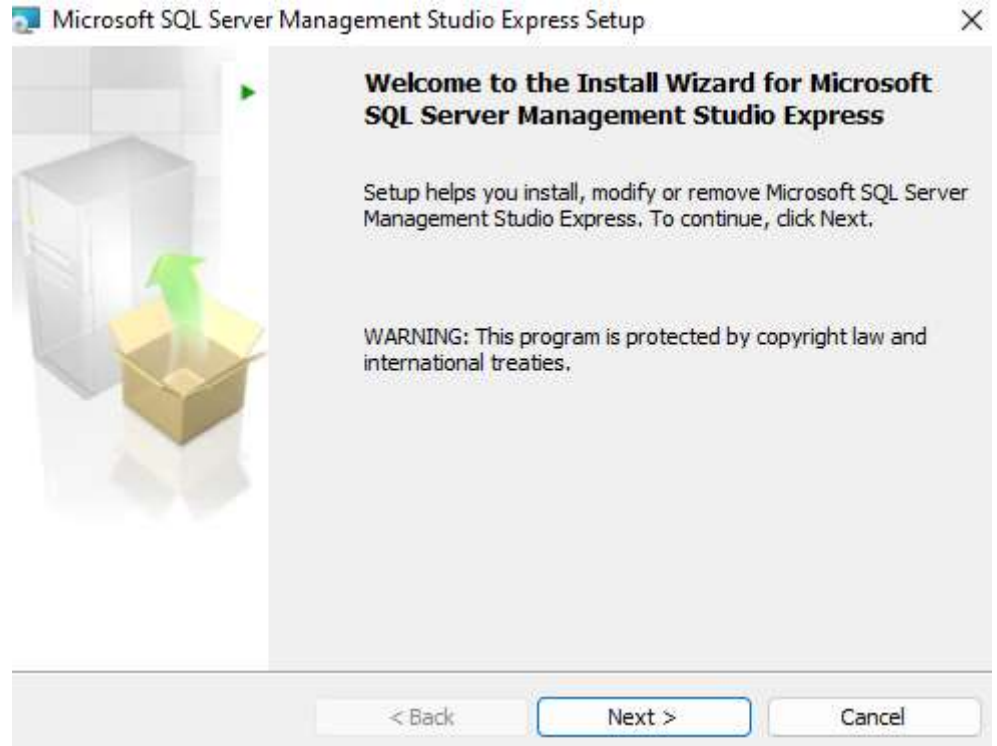 Microsoft SQL Server Management Studio Express Setup
Welcome to the Install Wizard for Microsoft
SQL Server Management Studio Express
Setup helps you install, modify or remove Microsoft SQL Server
Management Studio Express. To continue, click Next.
WARNING: This program is protected by copyright law and
international treaties.
< Back
Next >
Cancel